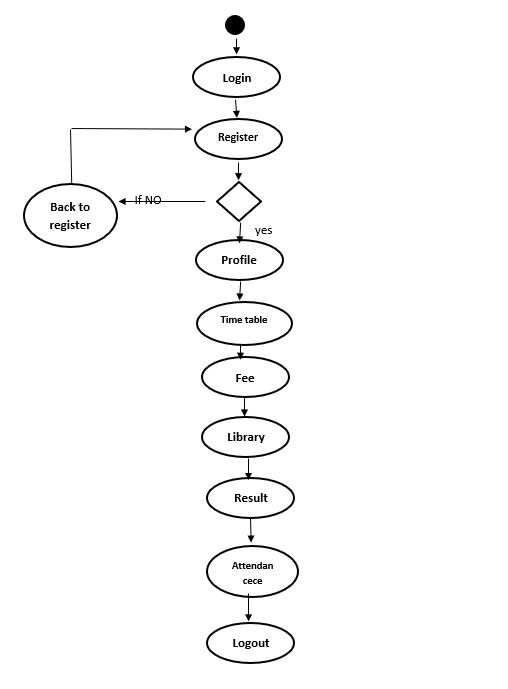 Login
Register
If NO
Back to
register
yes
Profile
Time table
Fee
Library
Result
Attendan
cece
Logout